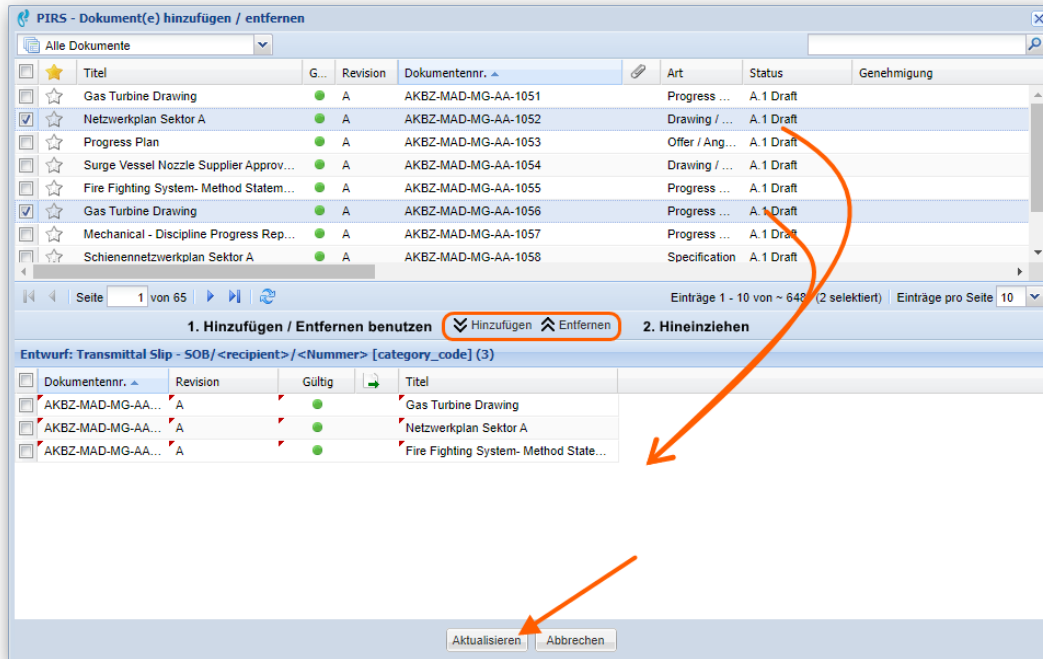 PIRS - Dokument(e) hinzufügen / entfernen
Alle Dokumente
Titel G... Revision Dokumentennr. Art Status Genehmigung
Gas Turbine Drawing A AKBZ-MAD-MG-AA-1051 Progress ... A.1 Draft
Netzwerkplan Sektor A A AKBZ-MAD-MG-AA-1052 Drawing / ... A.1 Draft
Progress Plan A AKBZ-MAD-MG-AA-1053 Offer / Ang... A.1 Draft
Surge Vessel Nozzle Supplier Approv... A AKBZ-MAD-MG-AA-1054 Drawing / ... A.1 Draft
Fire Fighting System- Method Statem... A AKBZ-MAD-MG-AA-1055 Progress ... A.1 Draft
Gas Turbine Drawing A AKBZ-MAD-MG-AA-1056 Progress ... A.1 Draft
Mechanical - Discipline Progress Rep... A AKBZ-MAD-MG-AA-1057 Progress ... A.1 Draft
Schienennetzwerkplan Sektor A A AKBZ-MAD-MG-AA-1058 Specification A.1 Draft
Seite 1 von 65 Einträge 1 - 10 von ~ 648 (2 selektiert) Einträge pro Seite 10
1. Hinzufügen / Entfernen benutzen Hinzufügen Entfernen 2. Hineinziehen
Entwurf: Transmittal Slip - SOB/<recipient>/<Nummer> [category_code] (3)
Dokumentennr. Revision Gültig Titel
AKBZ-MAD-MG-AA... A Gas Turbine Drawing
AKBZ-MAD-MG-AA... A Netzwerkplan Sektor A
AKBZ-MAD-MG-AA... A Fire Fighting System- Method State...
Aktualisieren Abbrechen